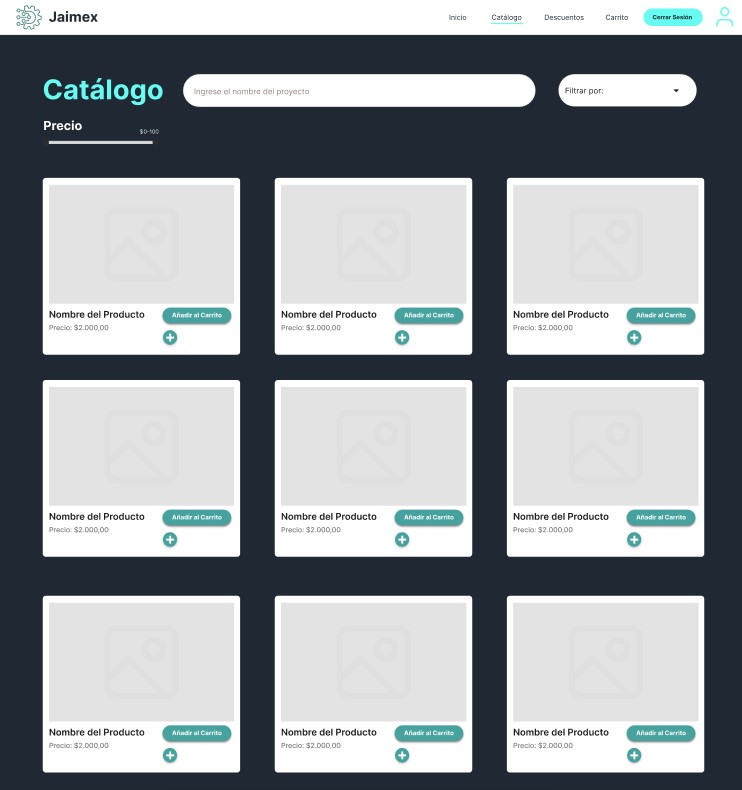 Jaimex
Inicio
Catálogo
Descuentos
Carrito
Cerrar Sesión
Catálogo
Ingrese el nombre del proyecto
Filtrar por:
Precio
$0-100
Nombre del Producto
Añadir al Carrito
Precio: $2.000,00
Nombre del Producto
Añadir al Carrito
Precio: $2.000,00
Nombre del Producto
Añadir al Carrito
Precio: $2.000,00
Nombre del Producto
Añadir al Carrito
Precio: $2.000,00
Nombre del Producto
Añadir al Carrito
Precio: $2.000,00
Nombre del Producto
Añadir al Carrito
Precio: $2.000,00
Nombre del Producto
Añadir al Carrito
Precio: $2.000,00
Nombre del Producto
Añadir al Carrito
Precio: $2.000,00
Nombre del Producto
Añadir al Carrito
Precio: $2.000,00